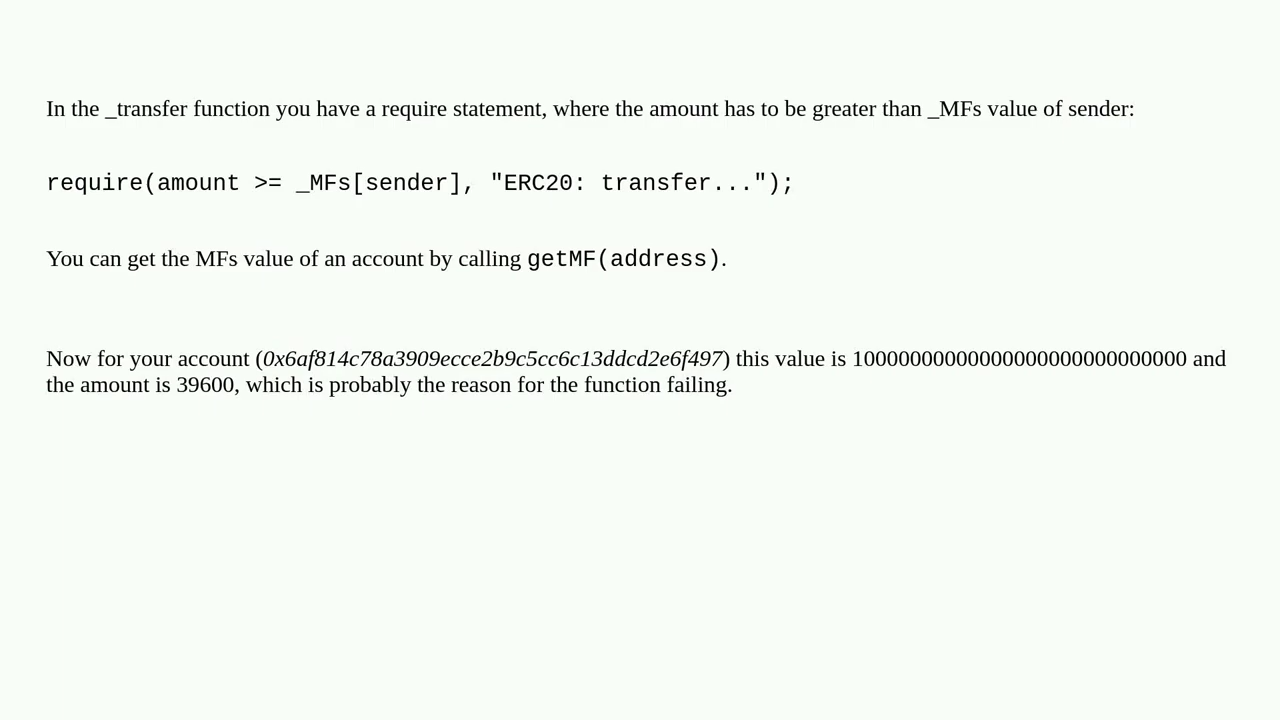 In the _transfer function you have a require statement, where the amount has to be greater than _MFs value of sender:
require(amount >= _MFs[sender], "ERC20: transfer...");
You can get the MFs value of an account by calling getMF(address).
Now for your account (0x6af814c78a3909ecce2b9c5cc6c13ddcd2e6f497) this value is 10000000000000000000000000000 and
the amount is 39600, which is probably the reason for the function failing.